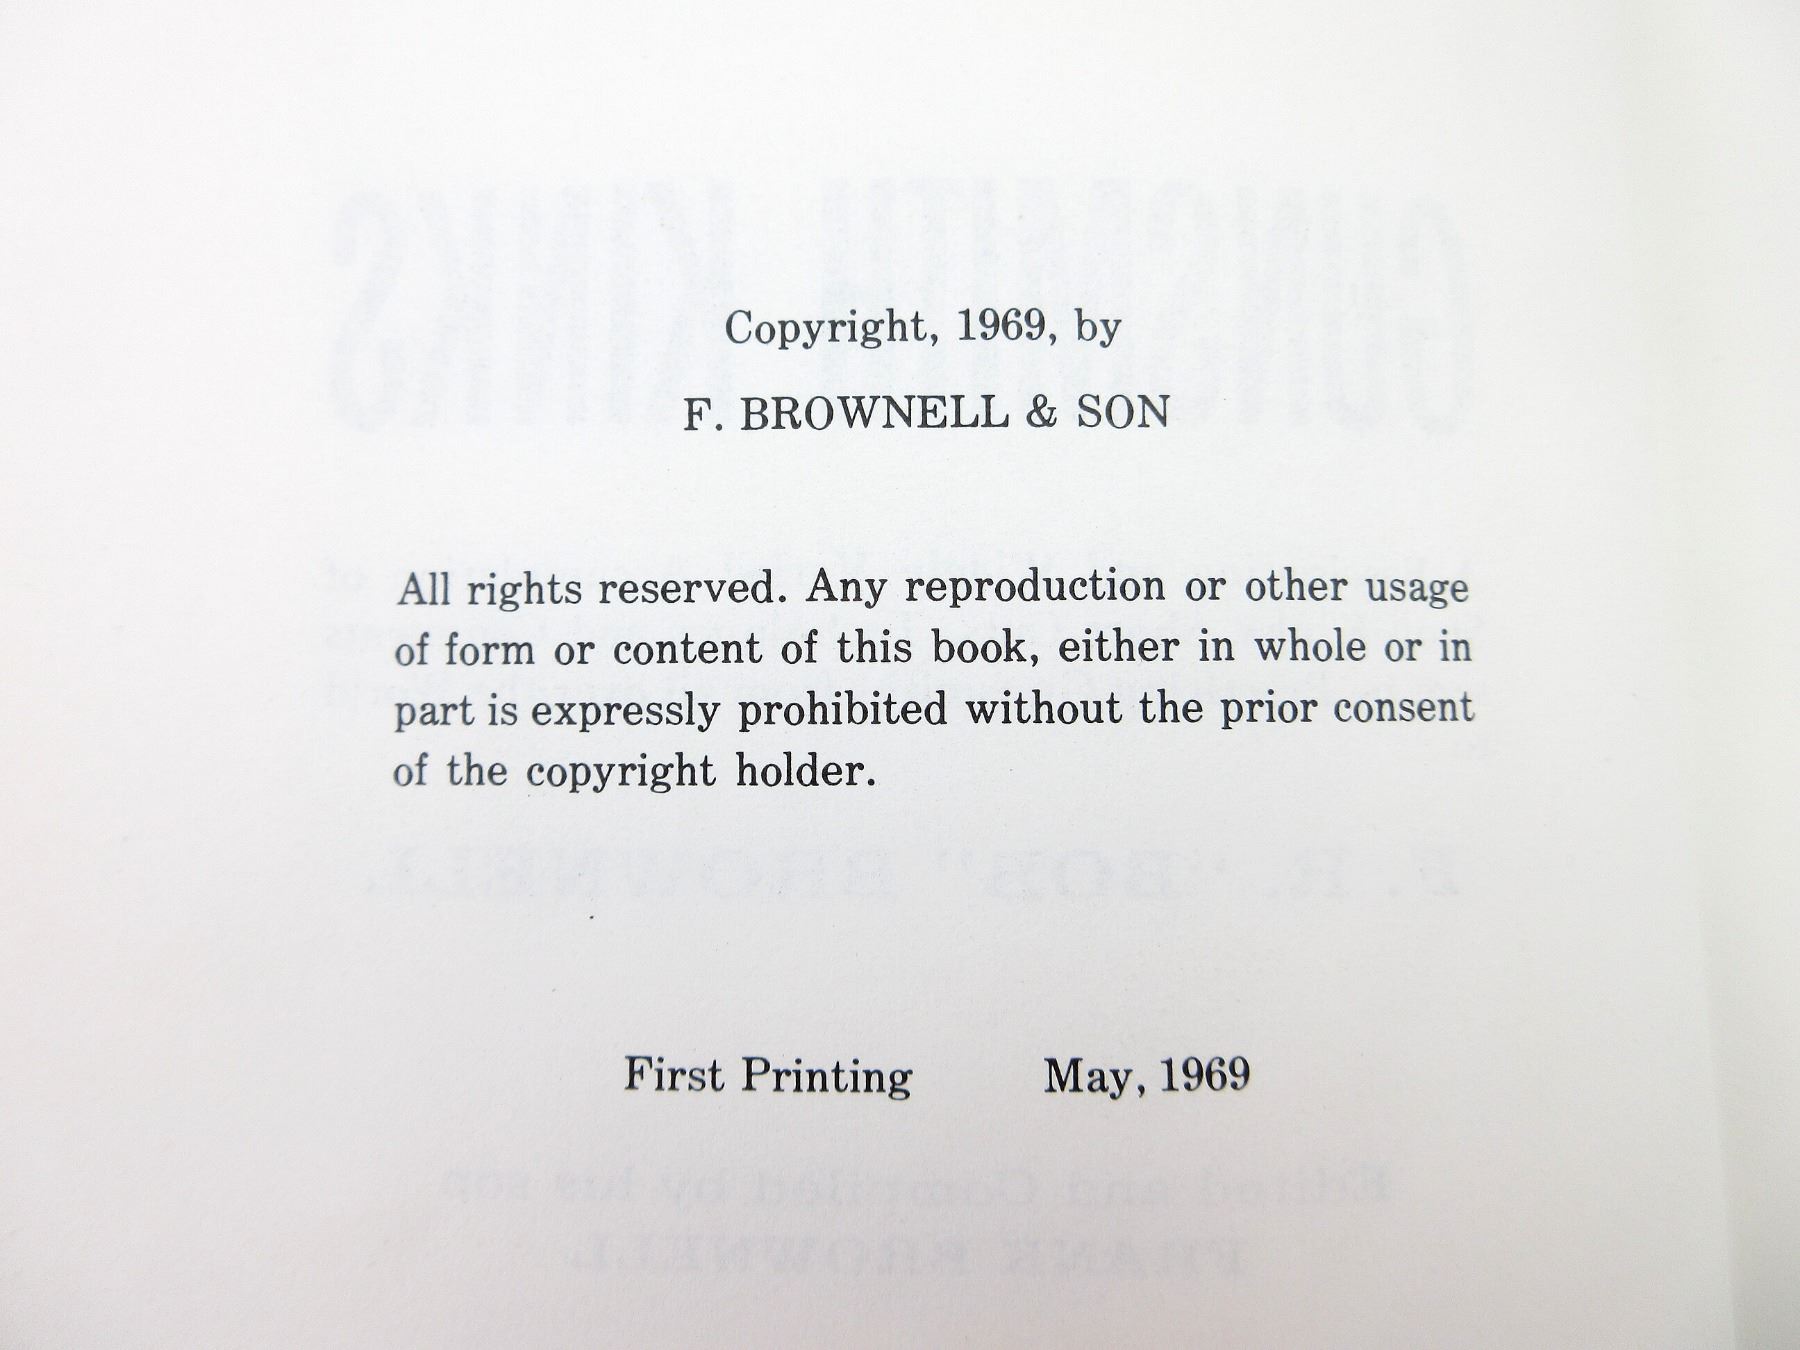 Copyright, 1969, by
F. BROWNELL & SON
All rights reserved. Any reproduction or other usage
of form or content of this book, either in whole or in
part is expressly prohibited without the prior consent
of the copyright holder.
First Printing May, 1969